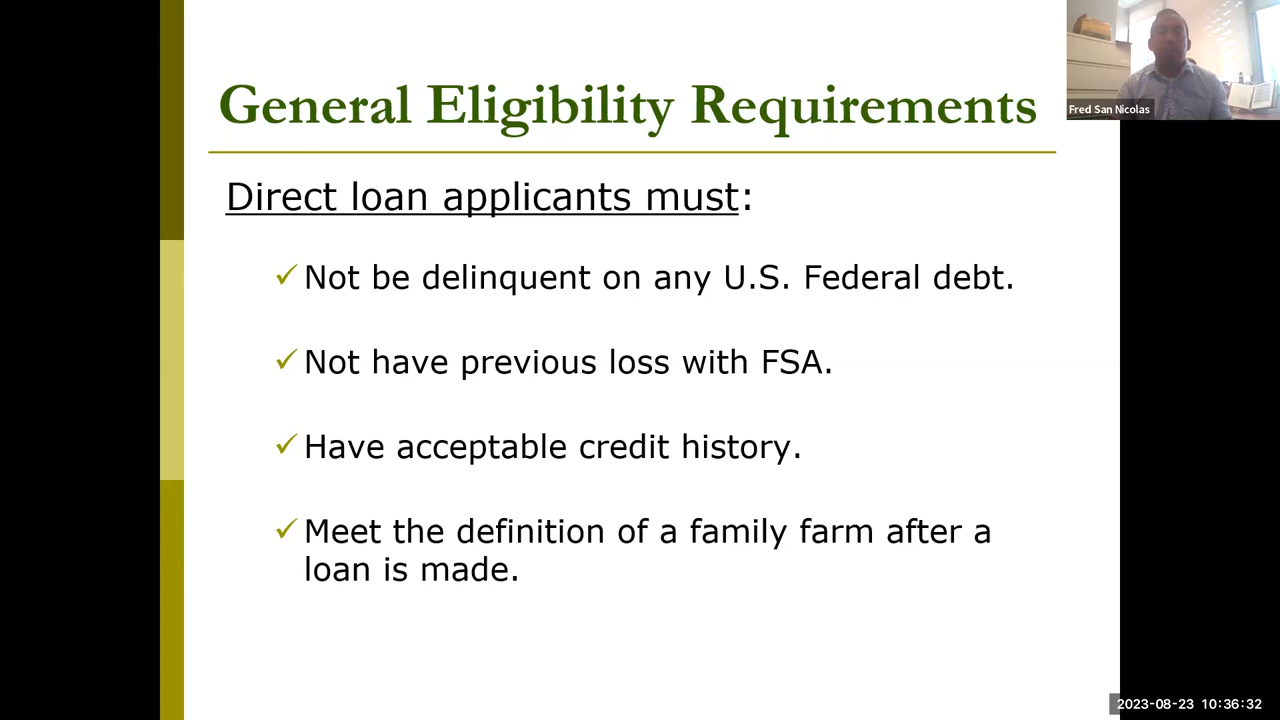 General Eligibility Requirements
Fred San Nicolas
Direct loan applicants must:
✓Not be delinquent on any U.S. Federal debt.
✓Not have previous loss with FSA.
✓Have acceptable credit history.
✓Meet the definition of a family farm after a
loan is made.
2023-08-23 10:36:32